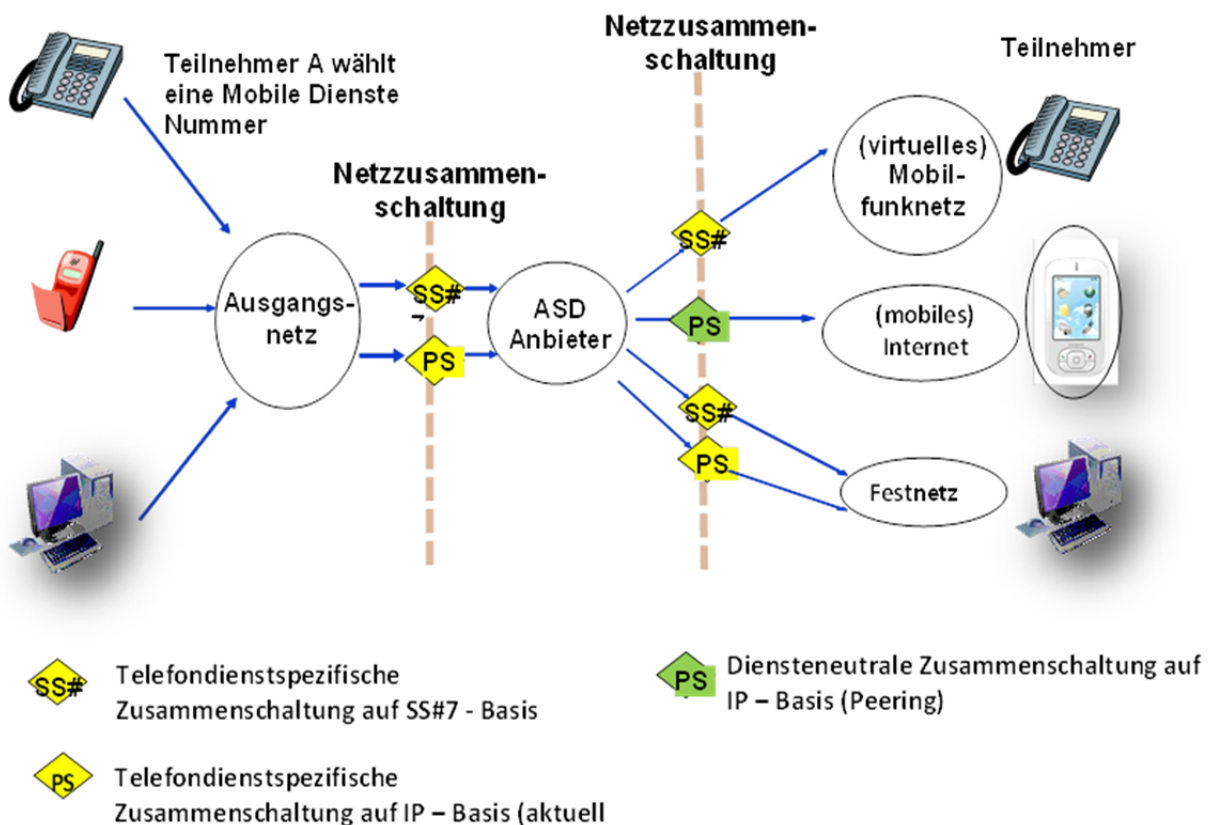 Teilnehmer A wählt
eine Mobile Dienste
Nummer
Netzzusammen-
schaltung
Netzzusammen-
schaltung
Teilnehmer
Ausgangs-
netz
SS#
7
PS
ASD
Anbieter
SS#
PS
SS#
PS
(virtuelles)
Mobil-
funknetz
(mobiles)
Internet
Festnetz
SS#
Telefondienstspezifische
Zusammenschaltung auf SS#7 - Basis
PS
Telefondienstspezifische
Zusammenschaltung auf IP – Basis (aktuell
PS
Diensteneutrale Zusammenschaltung auf
IP – Basis (Peering)